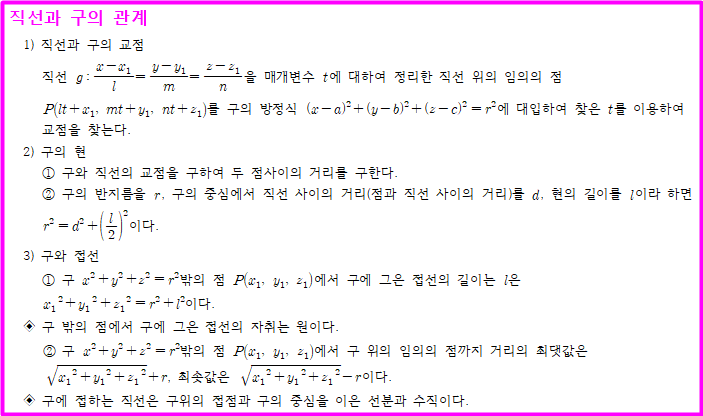 직선과 구의 관계
1) 직선과 구의 교점
직선 g : \frac{x-x_1}{l} = \frac{y-y_1}{m} = \frac{z-z_1}{n} 을 매개변수 t에 대하여 정리한 직선 위의 임의의 점
P(lt+x_1, mt+y_1, nt+z_1)를 구의 방정식 (x-a)^2+(y-b)^2+(z-c)^2=r^2에 대입하여 찾은 t를 이용하여
교점을 찾는다.
2) 구의 현
① 구와 직선의 교점을 구하여 두 점사이의 거리를 구한다.
② 구의 반지름을 r, 구의 중심에서 직선 사이의 거리(점과 직선 사이의 거리)를 d, 현의 길이를 l이라 하면
r^2=d^2+\left(\frac{l}{2}\right)^2이다.
3) 구와 접선
① 구 x^2+y^2+z^2=r^2밖의 점 P(x_1, y_1, z_1)에서 구에 그은 접선의 길이는 l은
x_1^2+y_1^2+z_1^2=r^2+l^2이다.
◈ 구 밖의 점에서 구에 그은 접선의 자취는 원이다.
② 구 x^2+y^2+z^2=r^2밖의 점 P(x_1, y_1, z_1)에서 구 위의 임의의 점까지 거리의 최댓값은
\sqrt{x_1^2+y_1^2+z_1^2}+r, 최솟값은 \sqrt{x_1^2+y_1^2+z_1^2}-r이다.
◈ 구에 접하는 직선은 구위의 접점과 구의 중심을 이은 선분과 수직이다.